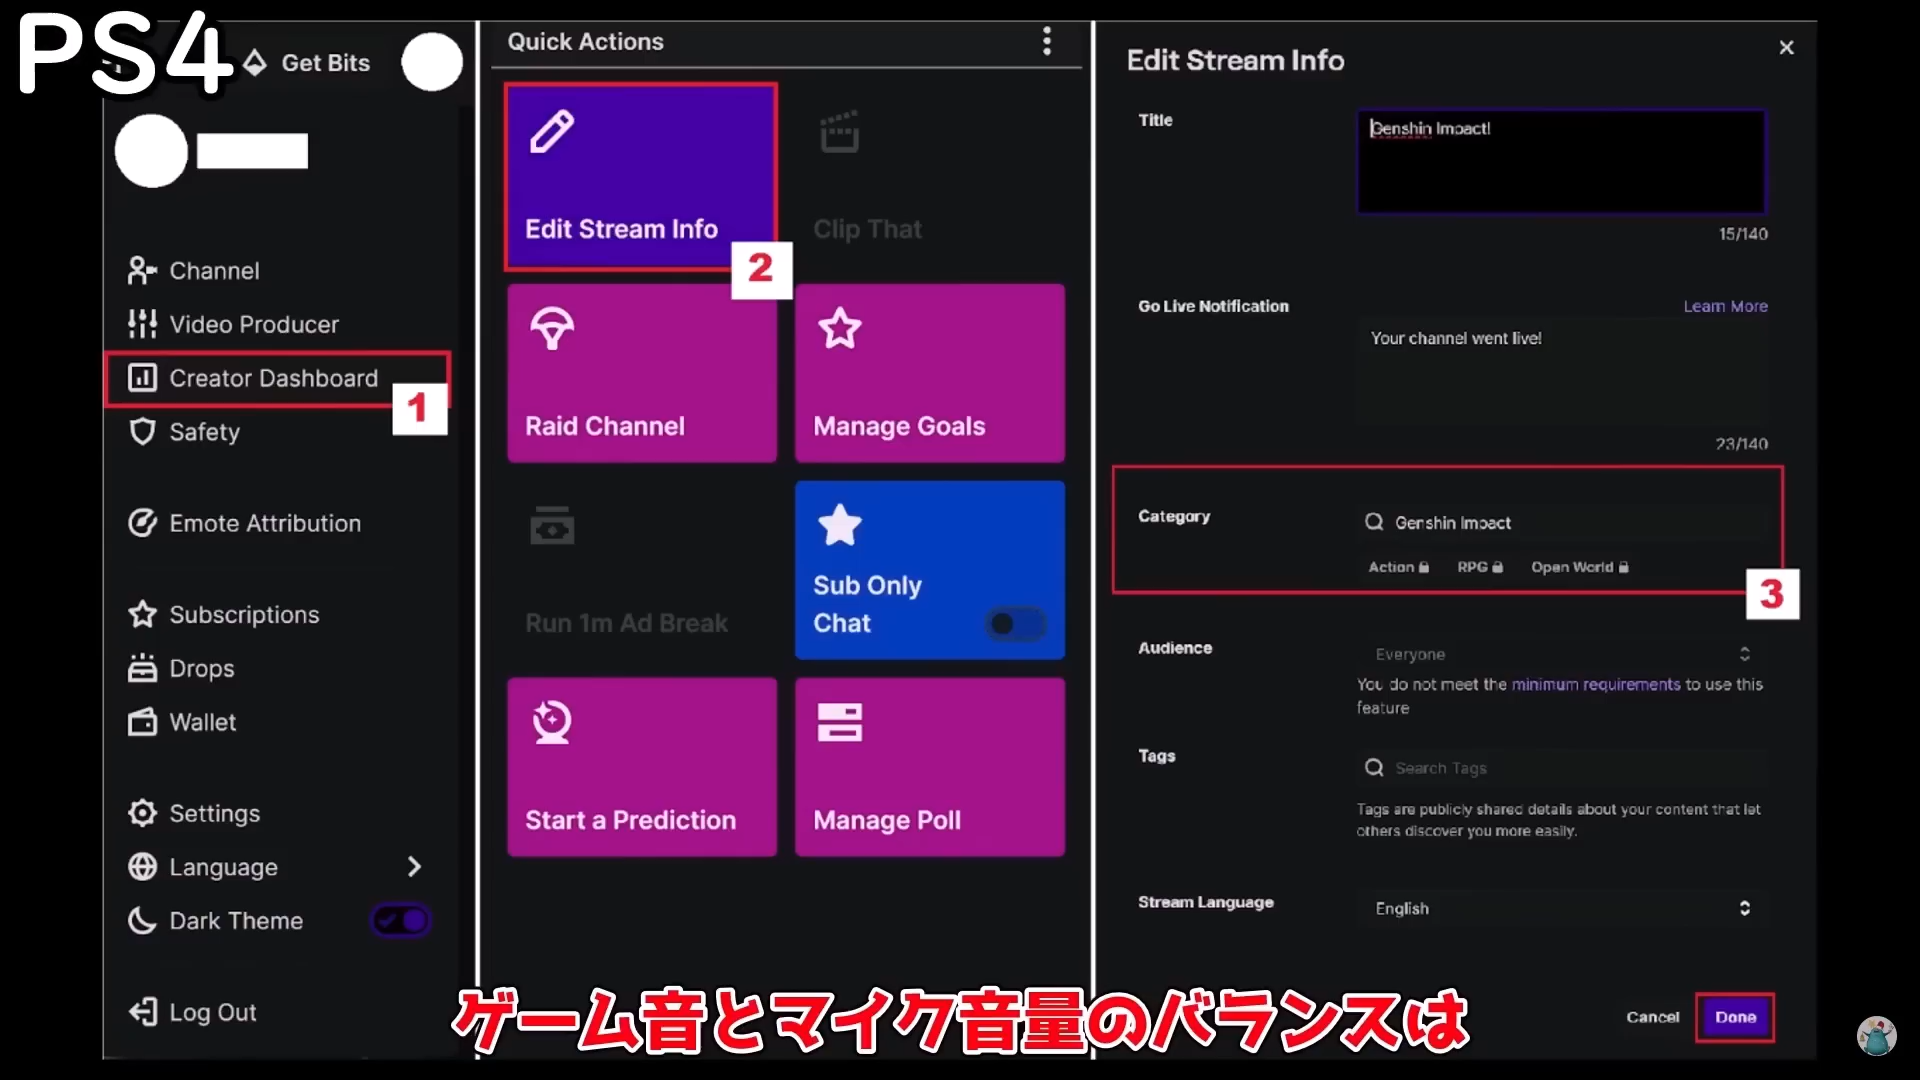 PS4
Get Bits
Channel
Video Producer
Creator Dashboard
1
Safety
Emote Attribution
Subscriptions
Drops
Wallet
Settings
Language
Dark Theme
Log Out
Quick Actions
Edit Stream Info
2
Clip That
Raid Channel
Manage Goals
Run 1m Ad Break
Sub Only
Chat
Start a Prediction
Manage Poll
Edit Stream Info
Title
Genshin Impact!
15/140
Go Live Notification
Learn More
Your channel went live!
23/140
Category
Genshin Impact
Action RPG Open World
3
Audience
Everyone
You do not meet the minimum requirements to use this
feature
Tags
Search Tags
Tags are publicly shared details about your content that let
others discover you more easily.
Stream Language
English
Cancel
Done
ゲーム音とマイク音量のバランスは